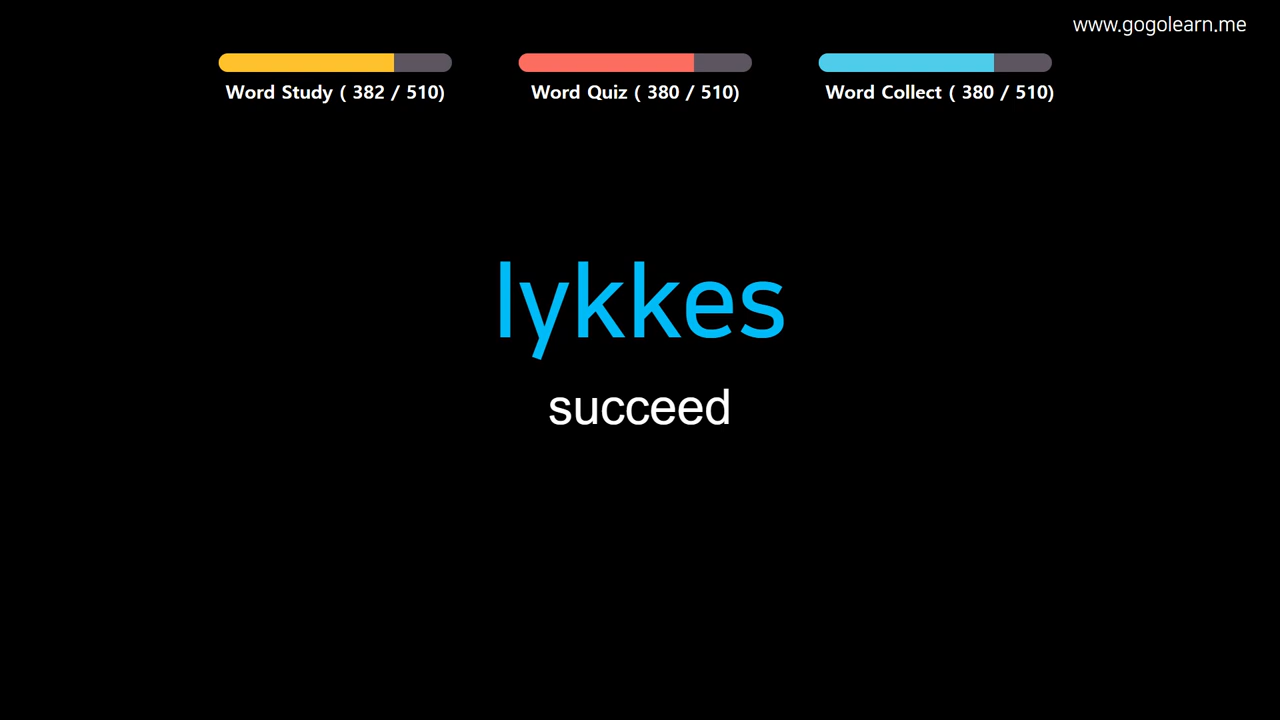 www.gogolearn.me
Word Study ( 382 / 510)
Word Quiz ( 380 / 510)
Word Collect ( 380 / 510)
lykkes
succeed